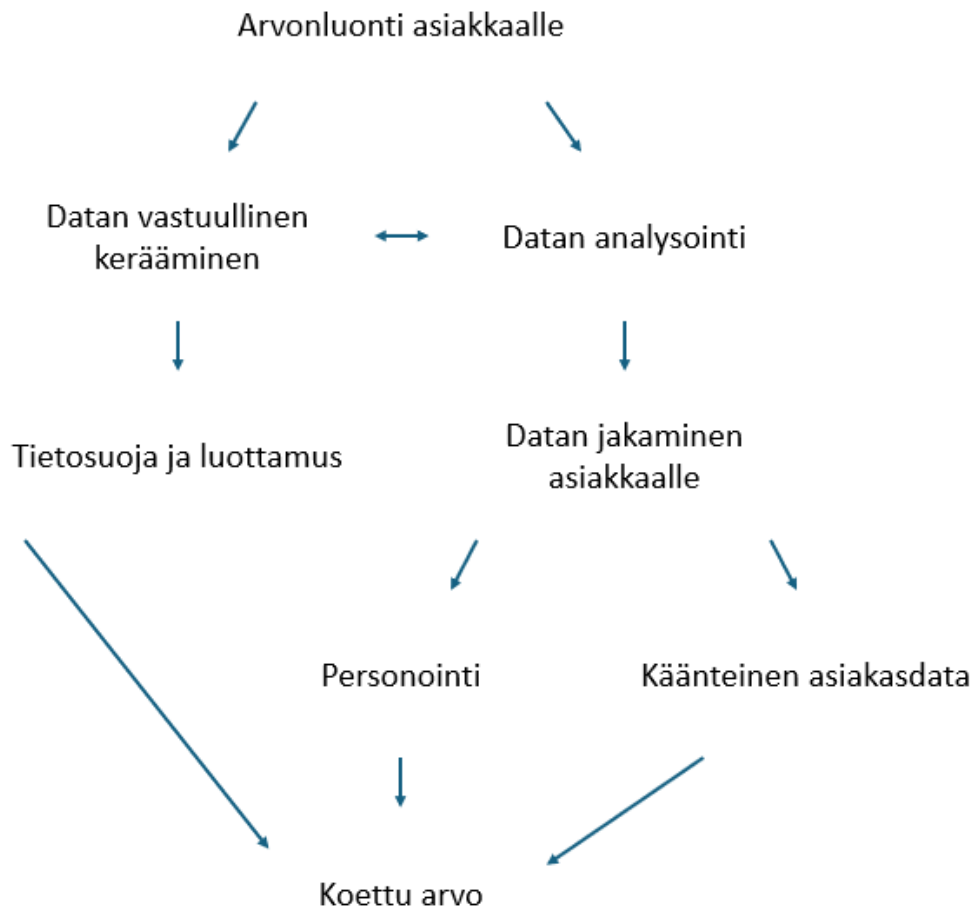 Arvonluonti asiakkaalle
Datan vastuullinen
kerääminen
Datan analysointi
Tietosuoja ja luottamus
Datan jakaminen
asiakkaalle
Personointi
Käänteinen asiakasdata
Koettu arvo